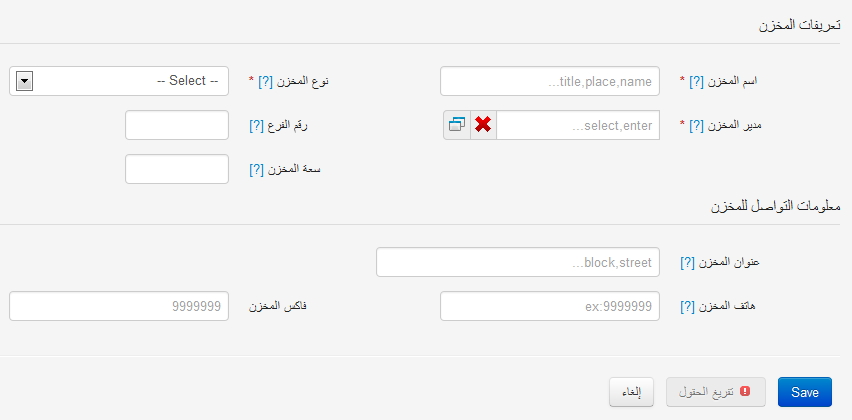 تعريفات المخزن
اسم المخزن [?] * title,place,name... نوع المخزن [?] * -- Select --
مدير المخزن [?] * select,enter... رقم الفرع [?]
سعة المخزن [?]
معلومات التواصل للمخزن
عنوان المخزن [?] block,street...
هاتف المخزن [?] ex:9999999 فاكس المخزن 9999999
Save تفريغ الحقول إلغاء